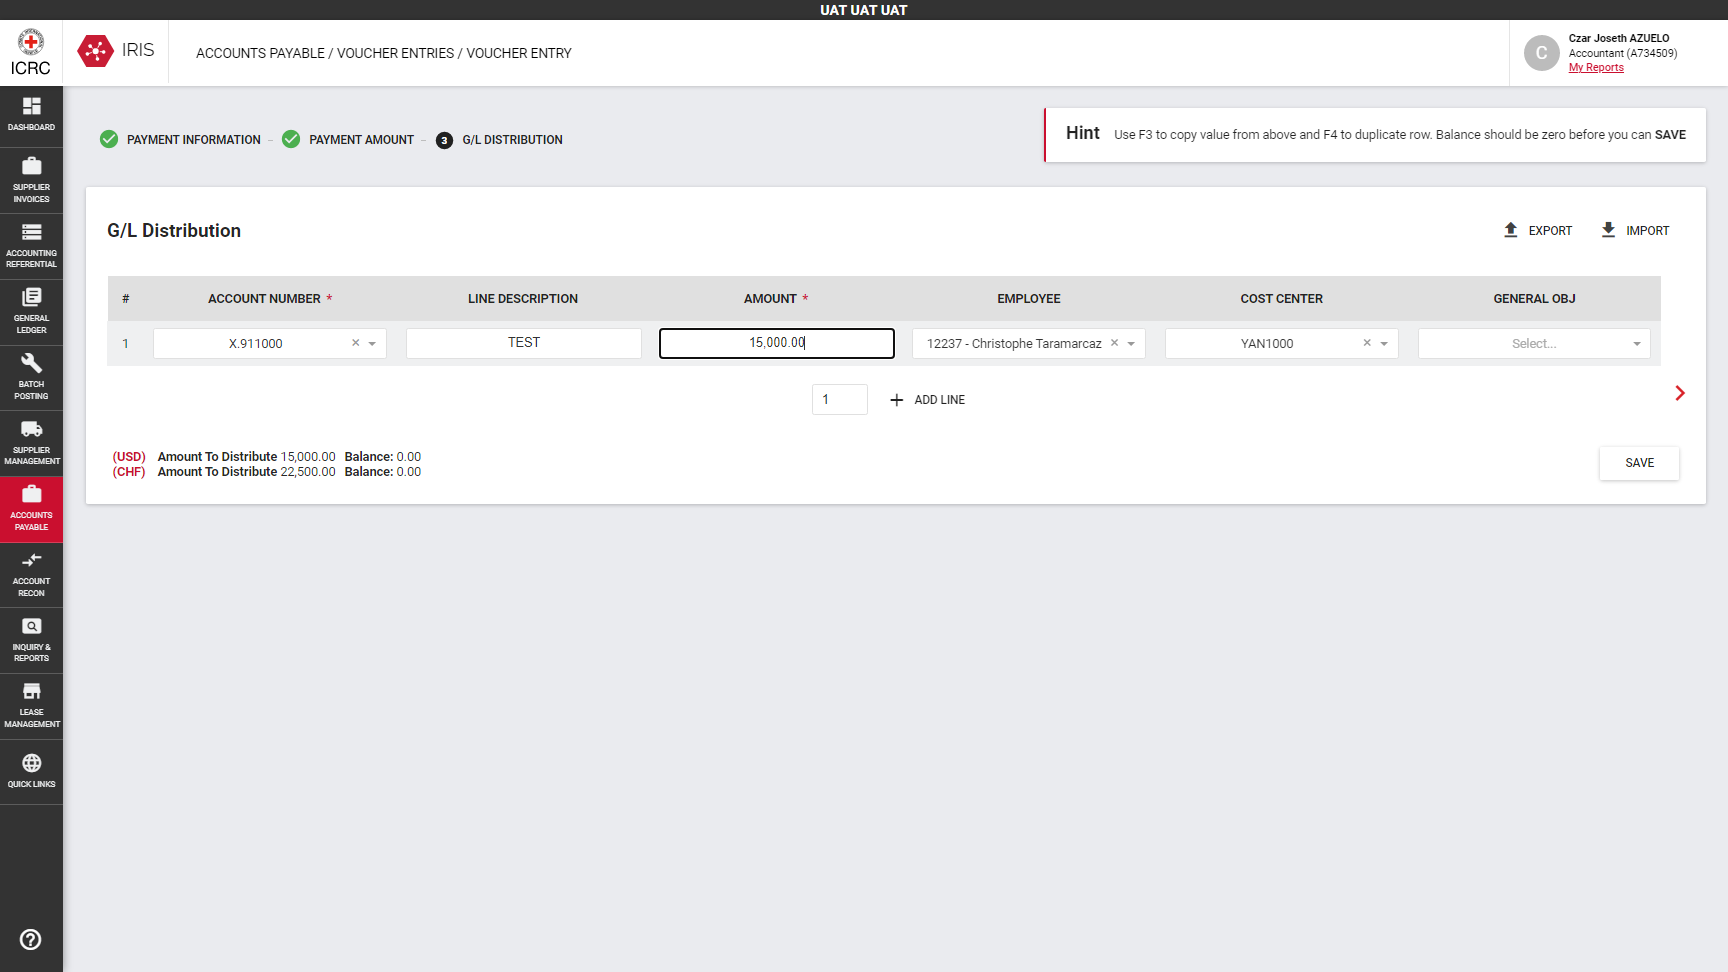 UAT UAT UAT
ICRC
IRIS
ACCOUNTS PAYABLE / VOUCHER ENTRIES / VOUCHER ENTRY
C
Czar Joseth AZUELO
Accountant (A734509)
My Reports
DASHBOARD
SUPPLIER
INVOICES
ACCOUNTING
REFERENTIAL
GENERAL
LEDGER
BATCH
POSTING
SUPPLIER
MANAGEMENT
ACCOUNTS
PAYABLE
ACCOUNT
RECON
INQUIRY &
REPORTS
LEASE
MANAGEMENT
QUICK LINKS
PAYMENT INFORMATION – PAYMENT AMOUNT – 3 G/L DISTRIBUTION
Hint Use F3 to copy value from above and F4 to duplicate row. Balance should be zero before you can SAVE
G/L Distribution
EXPORT IMPORT
# ACCOUNT NUMBER * LINE DESCRIPTION AMOUNT * EMPLOYEE COST CENTER GENERAL OBJ
1 X.911000 × TEST 15,000.00 12237 - Christophe Taramarcaz × YAN1000 × Select...
1 + ADD LINE
(USD) Amount To Distribute 15,000.00 Balance: 0.00
(CHF) Amount To Distribute 22,500.00 Balance: 0.00
SAVE